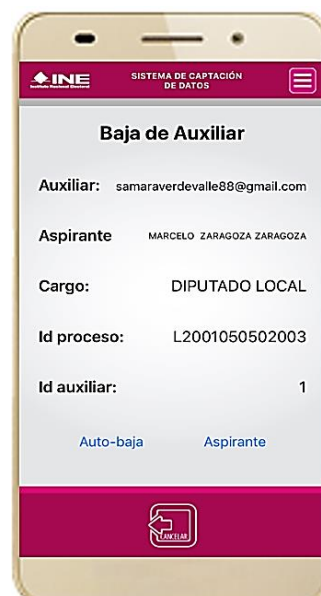 INE
Instituto Nacional Electoral
SISTEMA DE CAPTACIÓN
DE DATOS
Baja de Auxiliar
Auxiliar: samaraverdevalle88@gmail.com
Aspirante MARCELO ZARAGOZA ZARAGOZA
Cargo: DIPUTADO LOCAL
Id proceso: L2001050502003
Id auxiliar: 1
Auto-baja Aspirante
CANCELAR